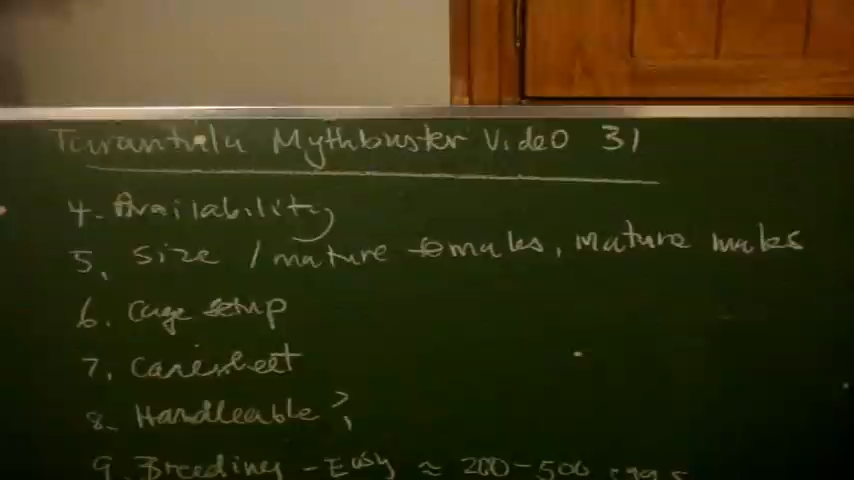 Tarantula Mythbuster Video 31
4. Availability
5. Size / mature females, Mature males
6. Cage setup
7. Caresheet
8. Handleable?
9. Breeding - Easy ≈ 200-500 eggs